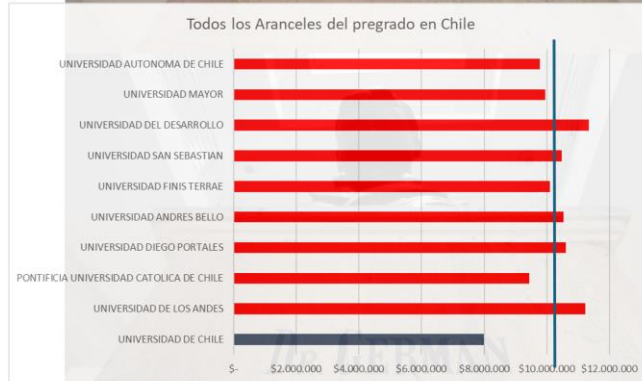 Todos los Aranceles del pregrado en Chile
UNIVERSIDAD AUTONOMA DE CHILE
UNIVERSIDAD MAYOR
UNIVERSIDAD DEL DESARROLLO
UNIVERSIDAD SAN SEBASTIAN
UNIVERSIDAD FINIS TERRAE
UNIVERSIDAD ANDRES BELLO
UNIVERSIDAD DIEGO PORTALES
PONTIFICIA UNIVERSIDAD CATOLICA DE CHILE
UNIVERSIDAD DE LOS ANDES
UNIVERSIDAD DE CHILE
DR. GERMAN
$- $2.000.000 $4.000.000 $6.000.000 $8.000.000 $10.000.000 $12.000.000